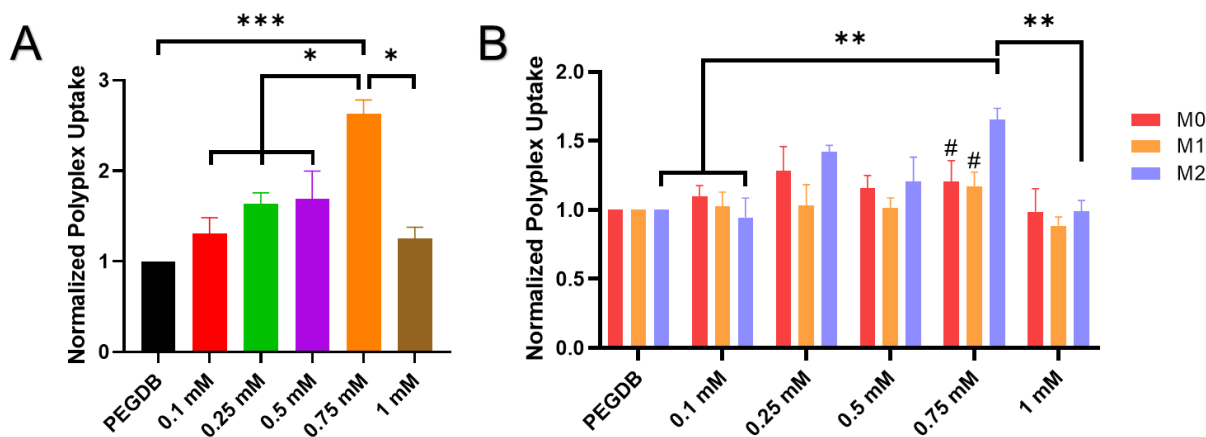 A
***
*
*
Normalized Polyplex Uptake
3
2
1
0
PEGDB
0.1 mM
0.25 mM
0.5 mM
0.75 mM
1 mM
B
**
**
Normalized Polyplex Uptake
2.0
1.5
1.0
0.5
0.0
# #
PEGDB
0.1 mM
0.25 mM
0.5 mM
0.75 mM
1 mM
M0
M1
M2